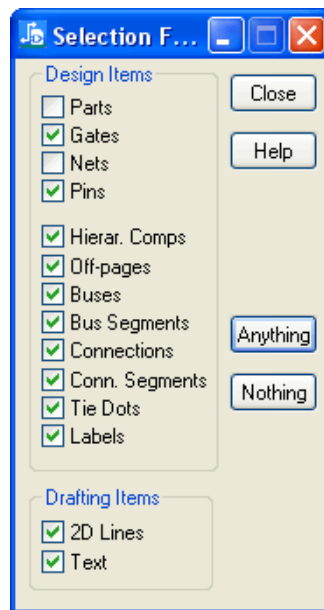 Selection F...
Design Items
Close
Parts
Gates
Help
Nets
Pins
Hierar. Comps
Off-pages
Buses
Bus Segments
Anything
Connections
Conn. Segments
Nothing
Tie Dots
Labels
Drafting Items
2D Lines
Text